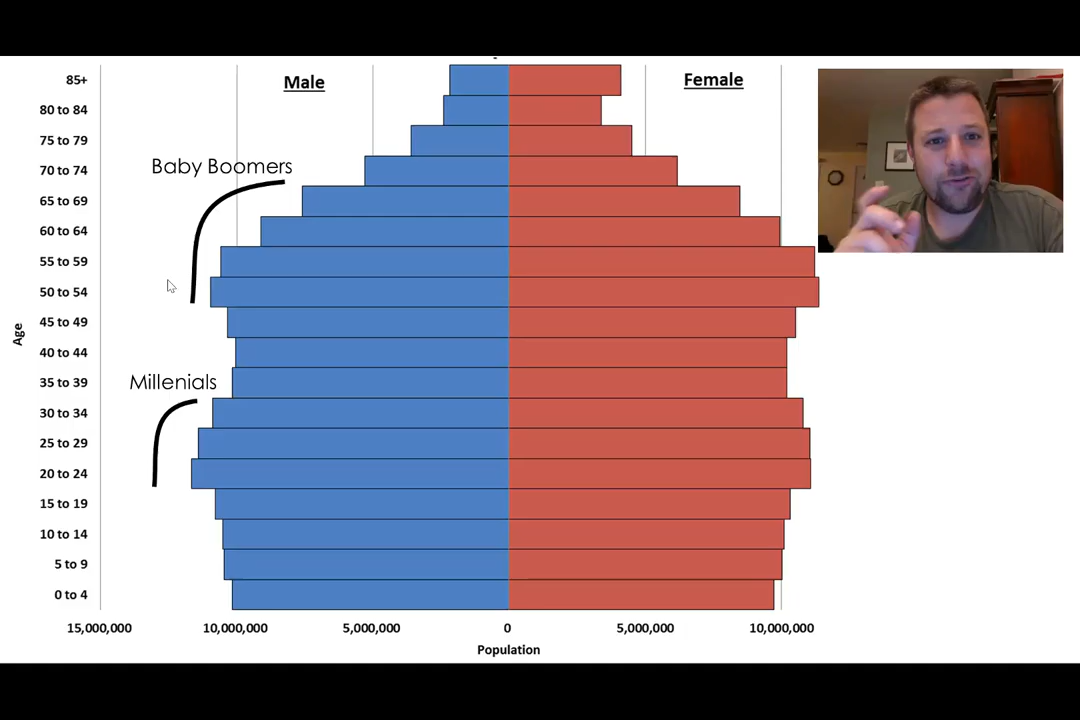 Male
Female
85+
80 to 84
75 to 79
Baby Boomers
70 to 74
65 to 69
60 to 64
55 to 59
50 to 54
45 to 49
Age
40 to 44
35 to 39
Millenials
30 to 34
25 to 29
20 to 24
15 to 19
10 to 14
5 to 9
0 to 4
15,000,000 10,000,000 5,000,000 0 5,000,000 10,000,000
Population